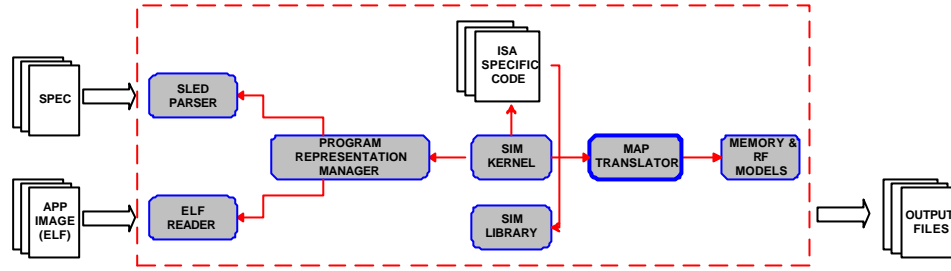 SPEC
APP
IMAGE
(ELF)
SLED
PARSER
ELF
READER
PROGRAM
REPRESENTATION
MANAGER
ISA
SPECIFIC
CODE
SIM
KERNEL
SIM
LIBRARY
MAP
TRANSLATOR
MEMORY &
RF
MODELS
OUTPUT
FILES